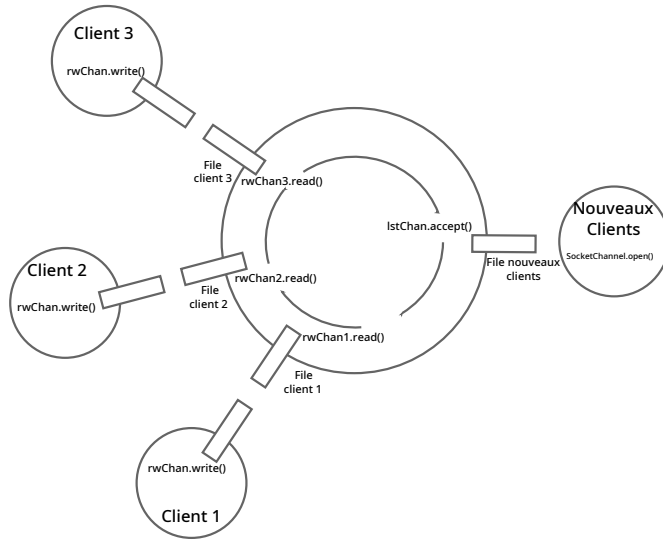 Client 3
rwChan.write()
File
client 3
rwChan3.read()
lstChan.accept()
Nouveaux
Clients
SocketChannel.open()
File nouveaux
clients
Client 2
rwChan.write()
rwChan2.read()
File
client 2
rwChan1.read()
File
client 1
rwChan.write()
Client 1